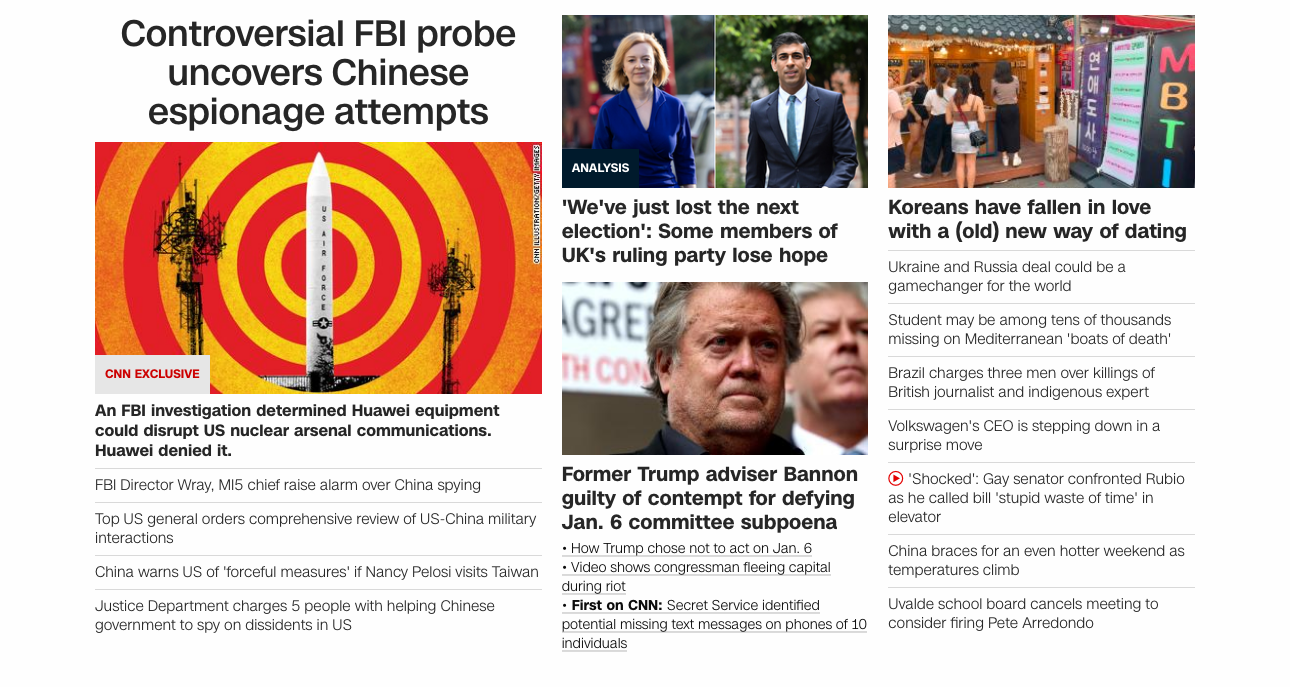 Controversial FBI probe
uncovers Chinese
espionage attempts
CNN ILLUSTRATION/GETTY IMAGES
US AIR FORCE
CNN EXCLUSIVE
An FBI investigation determined Huawei equipment
could disrupt US nuclear arsenal communications.
Huawei denied it.
FBI Director Wray, MI5 chief raise alarm over China spying
Top US general orders comprehensive review of US-China military
interactions
China warns US of 'forceful measures' if Nancy Pelosi visits Taiwan
Justice Department charges 5 people with helping Chinese
government to spy on dissidents in US
ANALYSIS
'We've just lost the next
election': Some members of
UK's ruling party lose hope
AGREE
TH CON
Former Trump adviser Bannon
guilty of contempt for defying
Jan. 6 committee subpoena
• How Trump chose not to act on Jan. 6
• Video shows congressman fleeing capital
during riot
• First on CNN: Secret Service identified
potential missing text messages on phones of 10
individuals
연애도사
MBTI
Koreans have fallen in love
with a (old) new way of dating
Ukraine and Russia deal could be a
gamechanger for the world
Student may be among tens of thousands
missing on Mediterranean 'boats of death'
Brazil charges three men over killings of
British journalist and indigenous expert
Volkswagen's CEO is stepping down in a
surprise move
'Shocked': Gay senator confronted Rubio
as he called bill 'stupid waste of time' in
elevator
China braces for an even hotter weekend as
temperatures climb
Uvalde school board cancels meeting to
consider firing Pete Arredondo